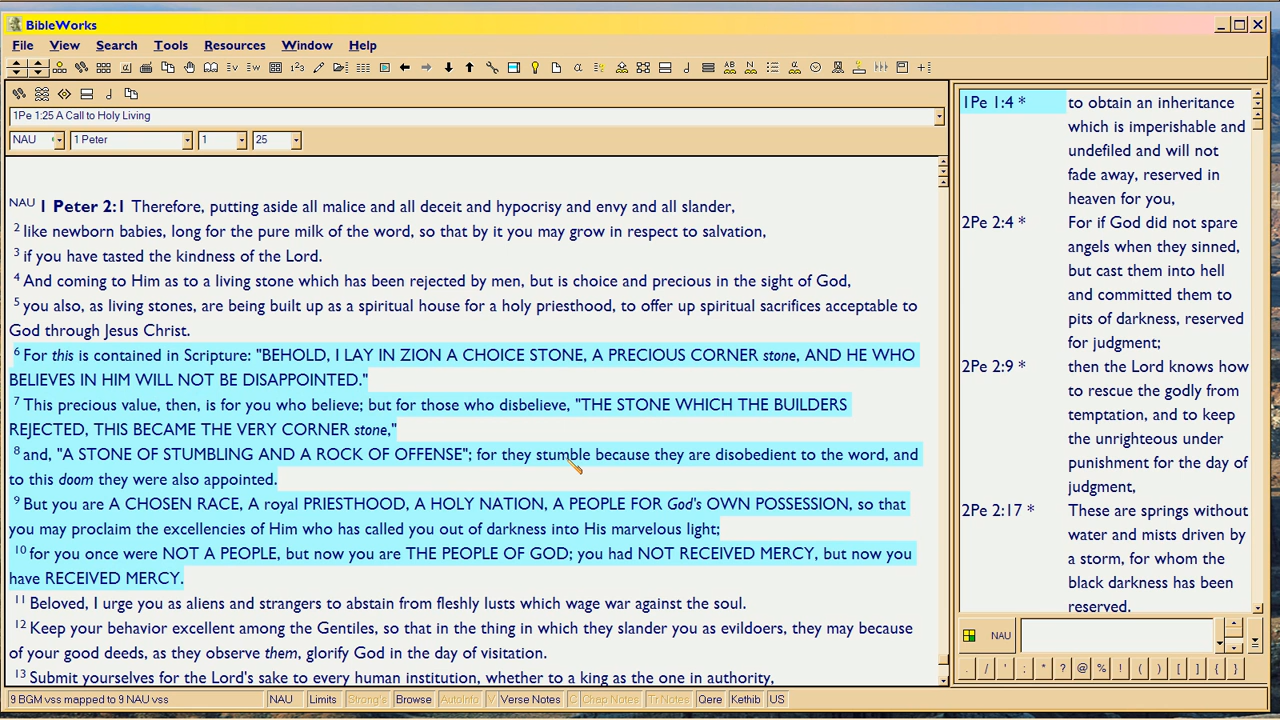 BibleWorks
File View Search Tools Resources Window Help
1Pe 1:25 A Call to Holy Living
NAU 1 Peter 1 25
NAU 1 Peter 2:1 Therefore, putting aside all malice and all deceit and hypocrisy and envy and all slander,
2 like newborn babies, long for the pure milk of the word, so that by it you may grow in respect to salvation,
3 if you have tasted the kindness of the Lord.
4 And coming to Him as to a living stone which has been rejected by men, but is choice and precious in the sight of God,
5 you also, as living stones, are being built up as a spiritual house for a holy priesthood, to offer up spiritual sacrifices acceptable to
God through Jesus Christ.
6 For this is contained in Scripture: "BEHOLD, I LAY IN ZION A CHOICE STONE, A PRECIOUS CORNER stone, AND HE WHO
BELIEVES IN HIM WILL NOT BE DISAPPOINTED."
7 This precious value, then, is for you who believe; but for those who disbelieve, "THE STONE WHICH THE BUILDERS
REJECTED, THIS BECAME THE VERY CORNER stone,"
8 and, "A STONE OF STUMBLING AND A ROCK OF OFFENSE"; for they stumble because they are disobedient to the word, and
to this doom they were also appointed.
9 But you are A CHOSEN RACE, A royal PRIESTHOOD, A HOLY NATION, A PEOPLE FOR God's OWN POSSESSION, so that
you may proclaim the excellencies of Him who has called you out of darkness into His marvelous light;
10 for you once were NOT A PEOPLE, but now you are THE PEOPLE OF GOD; you had NOT RECEIVED MERCY, but now you
have RECEIVED MERCY.
11 Beloved, I urge you as aliens and strangers to abstain from fleshly lusts which wage war against the soul.
12 Keep your behavior excellent among the Gentiles, so that in the thing in which they slander you as evildoers, they may because
of your good deeds, as they observe them, glorify God in the day of visitation.
13 Submit yourselves for the Lord's sake to every human institution, whether to a king as the one in authority,
1Pe 1:4 * to obtain an inheritance
which is imperishable and
undefiled and will not
fade away, reserved in
heaven for you,
2Pe 2:4 * For if God did not spare
angels when they sinned,
but cast them into hell
and committed them to
pits of darkness, reserved
for judgment;
2Pe 2:9 * then the Lord knows how
to rescue the godly from
temptation, and to keep
the unrighteous under
punishment for the day of
judgment,
2Pe 2:17 * These are springs without
water and mists driven by
a storm, for whom the
black darkness has been
reserved.
NAU
. / ' ; * ? @ % ! ( ) [ ] { }
9 BGM vss mapped to 9 NAU vss NAU Limits Strong's Browse AutoInfo V Verse Notes C Chap Notes Tr Notes Qere Kethib US